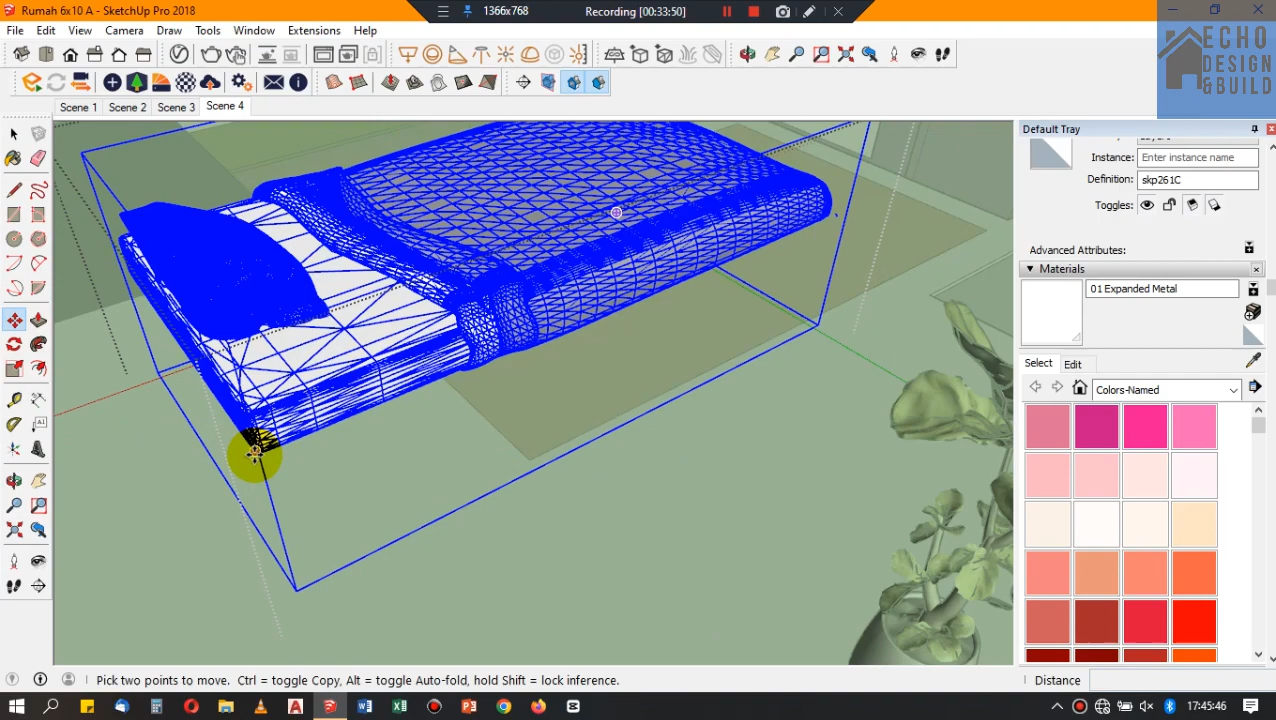 Rumah 6x10 A - SketchUp Pro 2018
1366x768
Recording [00:33:50]
File Edit View Camera Draw Tools Window Extensions Help
ECHO
DESIGN
&BUILD
Scene 1 Scene 2 Scene 3 Scene 4
Default Tray
Instance: Enter instance name
Definition: skp261C
Toggles:
Advanced Attributes:
Materials
01 Expanded Metal
Select Edit
Colors-Named
Pick two points to move. Ctrl = toggle Copy, Alt = toggle Auto-fold, hold Shift = lock inference.
Distance
17:45:46